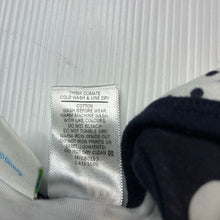 THINK CLIMATE
COLD WASH & LINE DRY
COTTON
WASH BEFORE WEAR
WARM MACHINE WASH
WITH LIKE COLOURS
DO NOT BLEACH
DO NOT TUMBLE DRY
WARM IRON INSIDE OUT
DO NOT IRON PRINTS OR
EMBELLISHMENTS
DO NOT DRY CLEAN
Disney